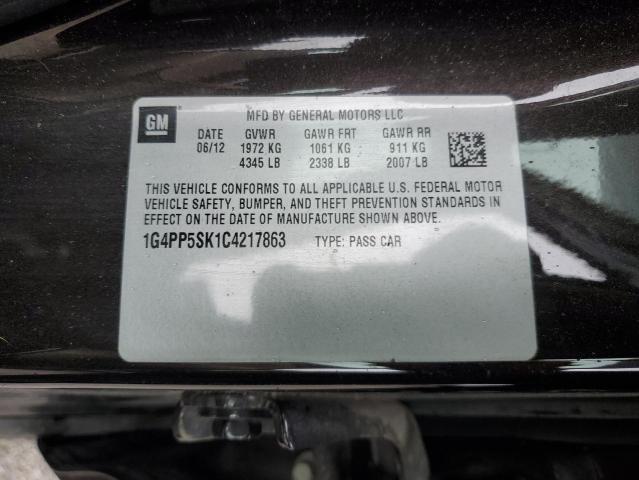 MFD BY GENERAL MOTORS LLC
GM
DATE GVWR GAWR FRT GAWR RR
06/12 1972 KG 1061 KG 911 KG
4345 LB 2338 LB 2007 LB
THIS VEHICLE CONFORMS TO ALL APPLICABLE U.S. FEDERAL MOTOR
VEHICLE SAFETY, BUMPER, AND THEFT PREVENTION STANDARDS IN
EFFECT ON THE DATE OF MANUFACTURE SHOWN ABOVE.
1G4PP5SK1C4217863 TYPE: PASS CAR